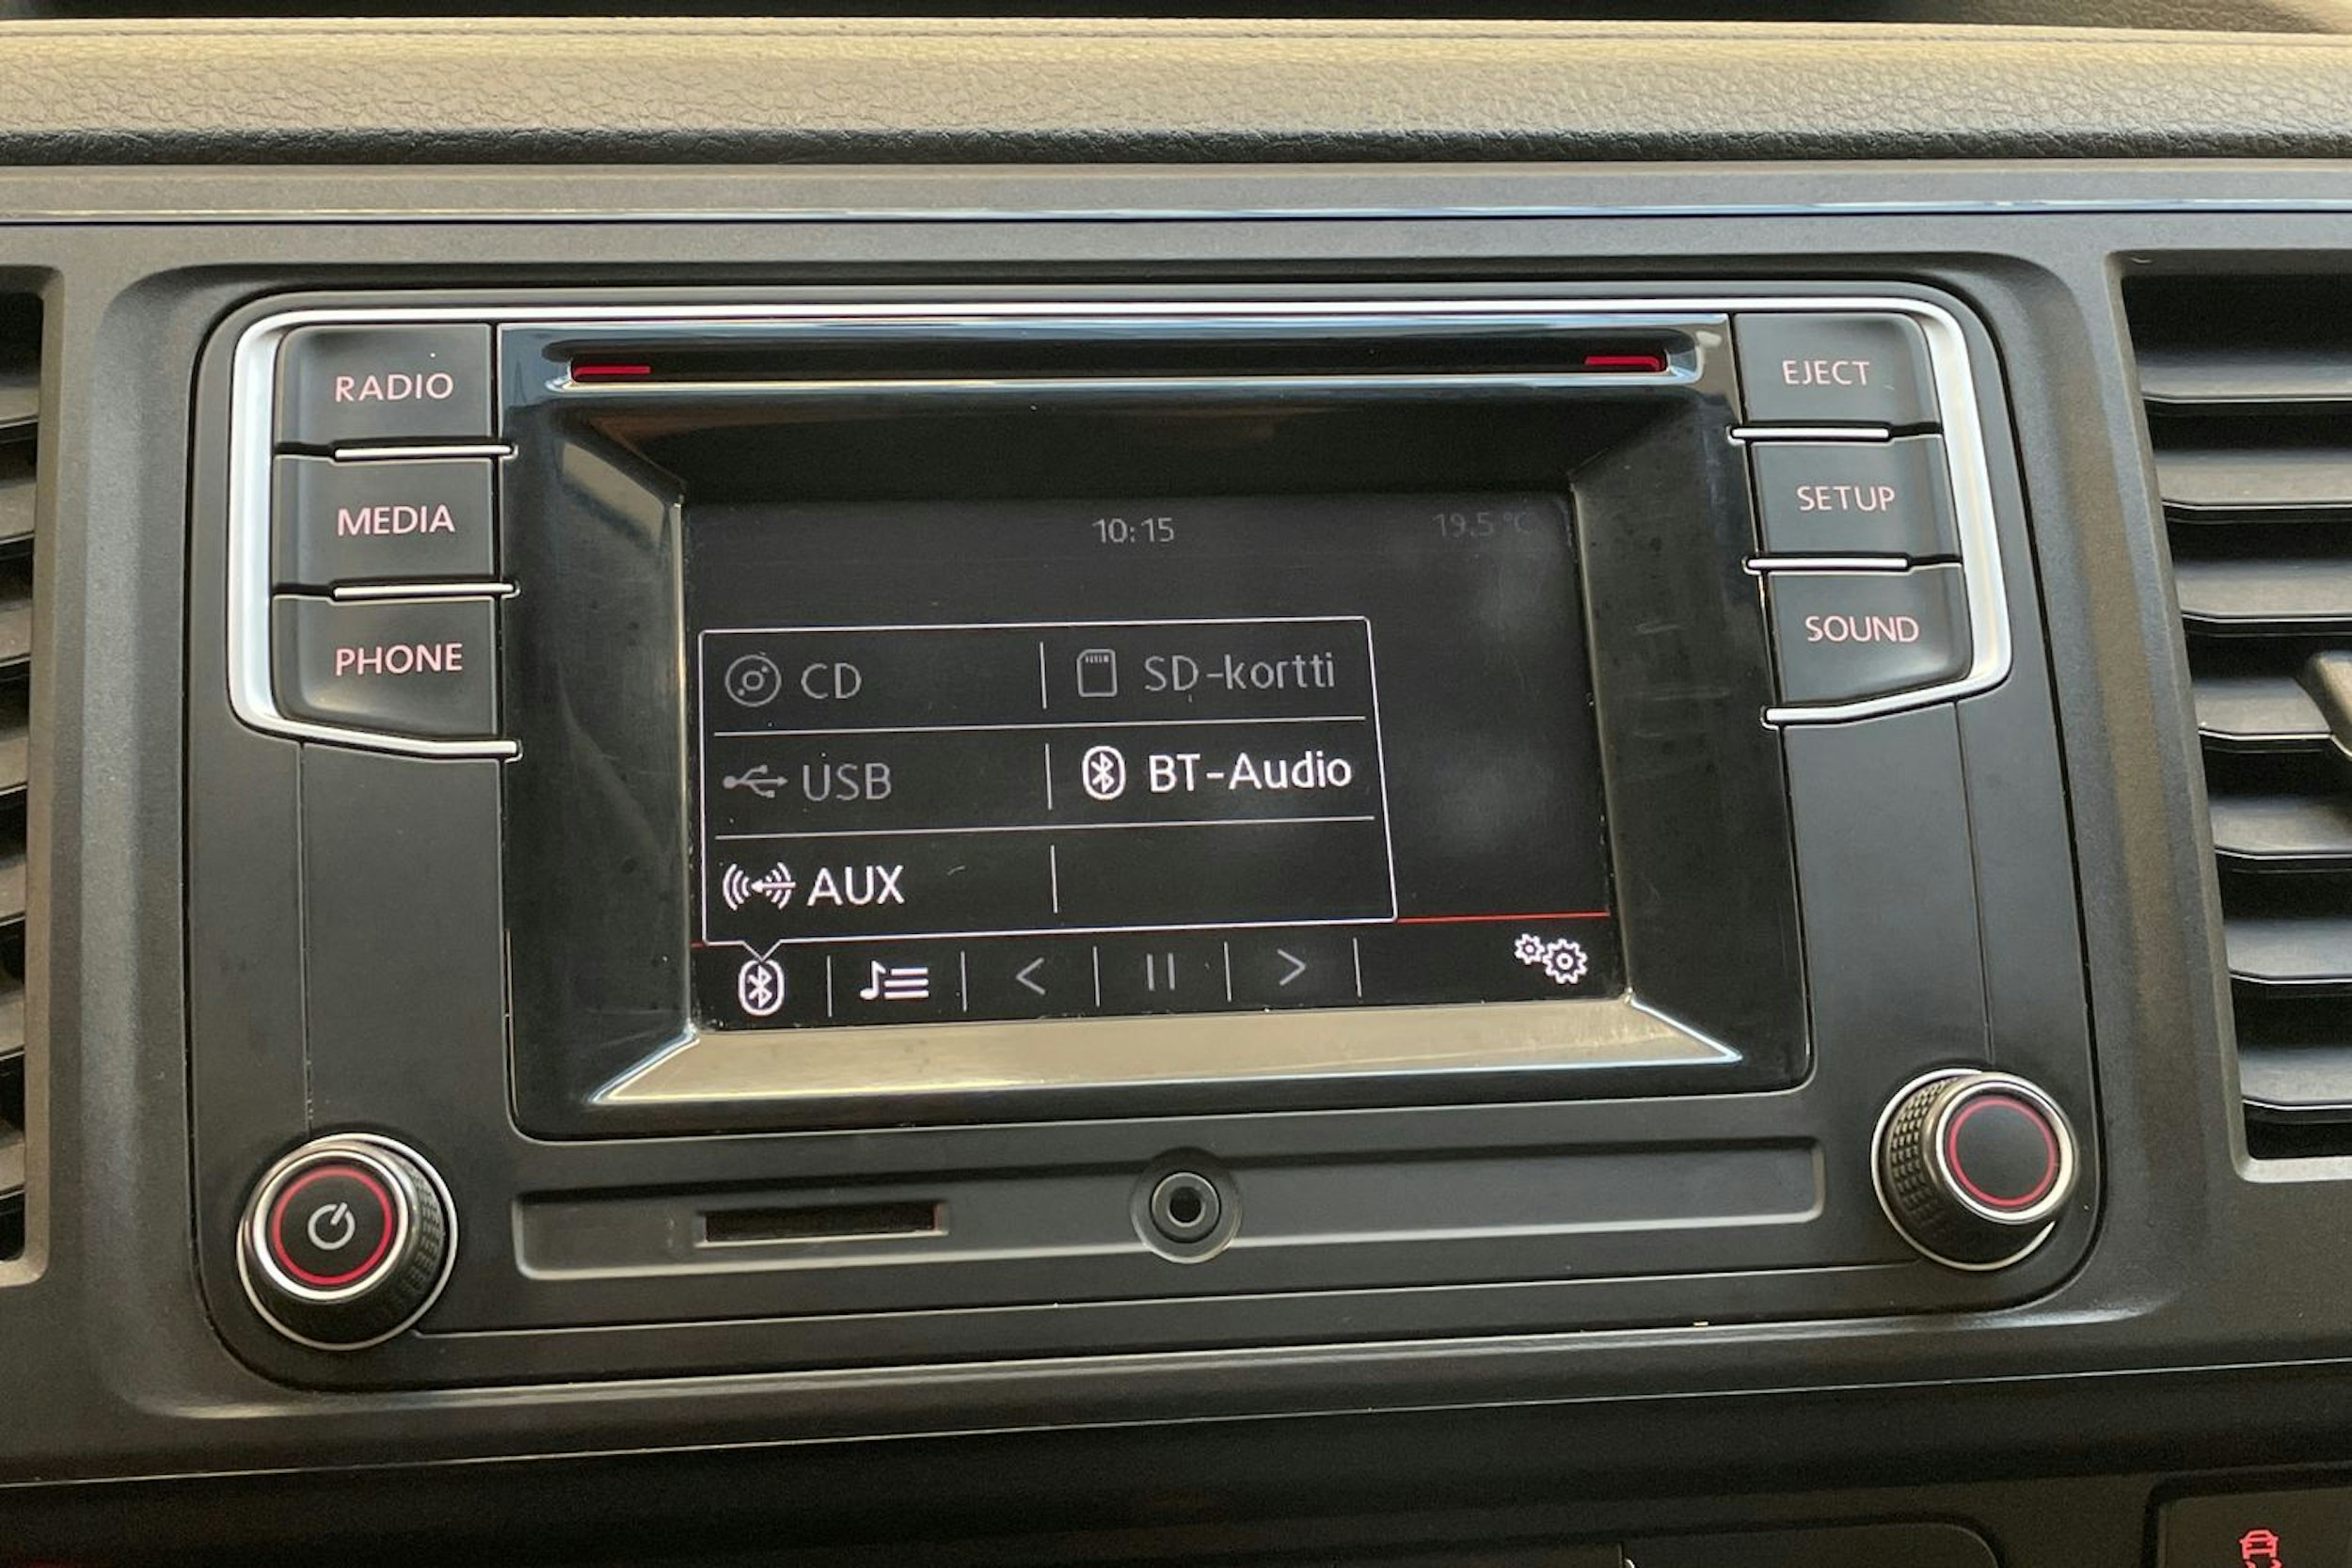 RADIO
MEDIA
PHONE
EJECT
SETUP
SOUND
10:15 19.5 °C
CD SD-kortti
USB BT-Audio
AUX